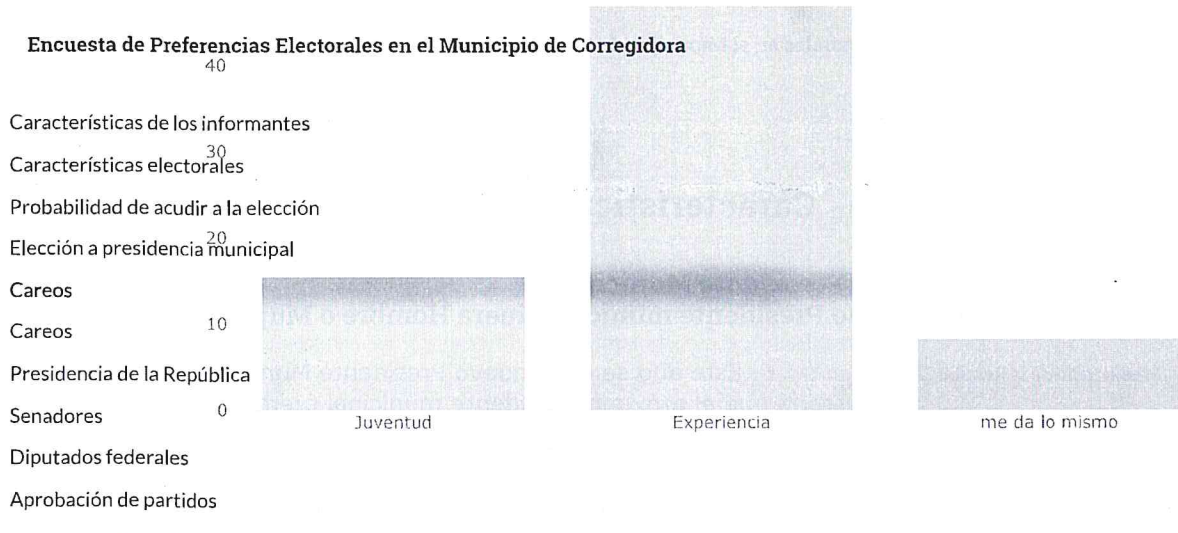 Encuesta de Preferencias Electorales en el Municipio de Corregidora
40
Características de los informantes
30
Características electorales
Probabilidad de acudir a la elección
20
Elección a presidencia municipal
Careos
10
Careos
Presidencia de la República
0
Senadores
Juventud
Experiencia
me da lo mismo
Diputados federales
Aprobación de partidos